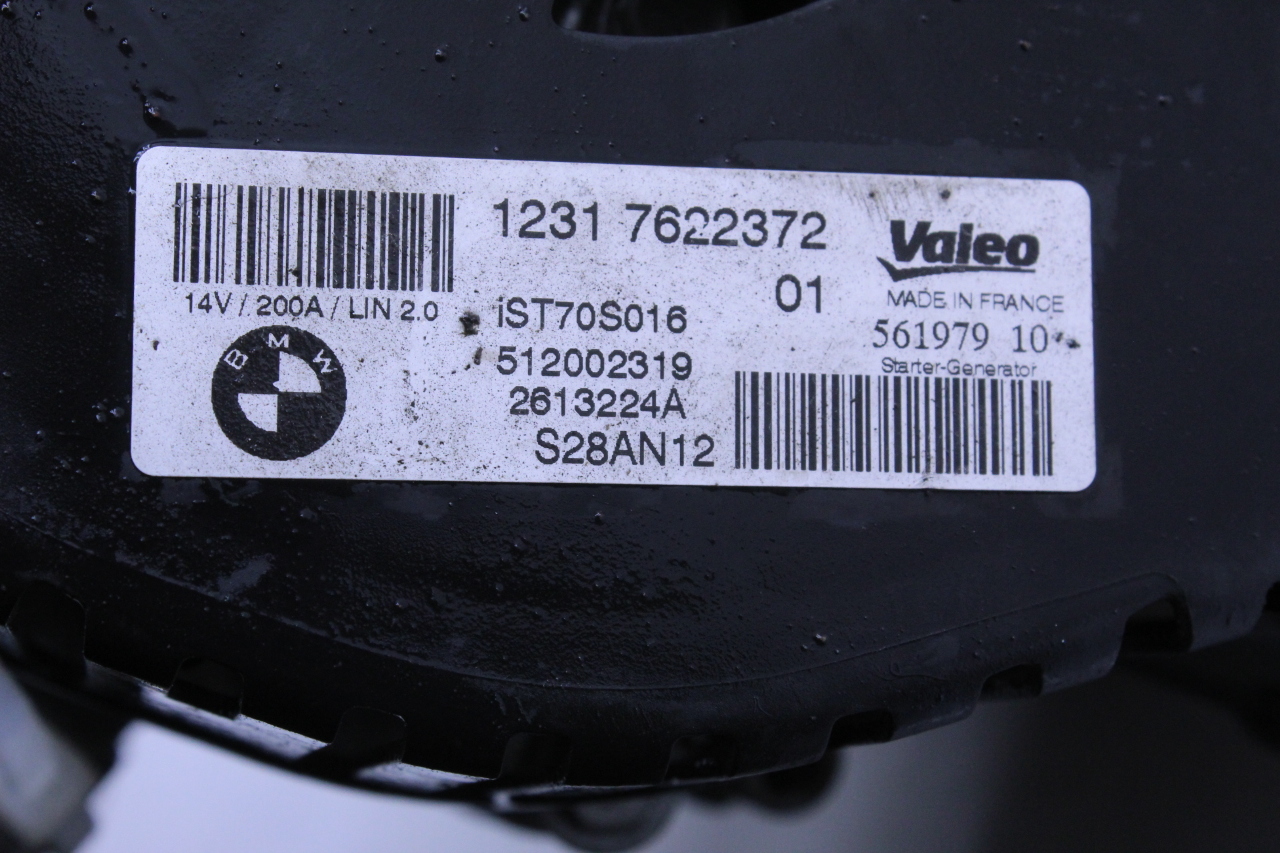 1231 7622372
01
14V / 200A / LIN 2.0
BMW
iST70S016
512002319
2613224A
S28AN12
Valeo
MADE IN FRANCE
561979 10
Starter-Generator